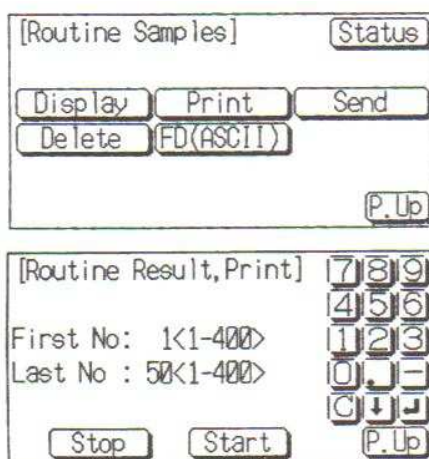 [Routine Samples] Status
Display Print Send
Delete FD(ASCII)
P.Up
[Routine Result,Print] 7 8 9
4 5 6
First No: 1<1-400> 1 2 3
Last No : 50<1-400> 0 . -
C ↓ ↵
Stop Start P.Up